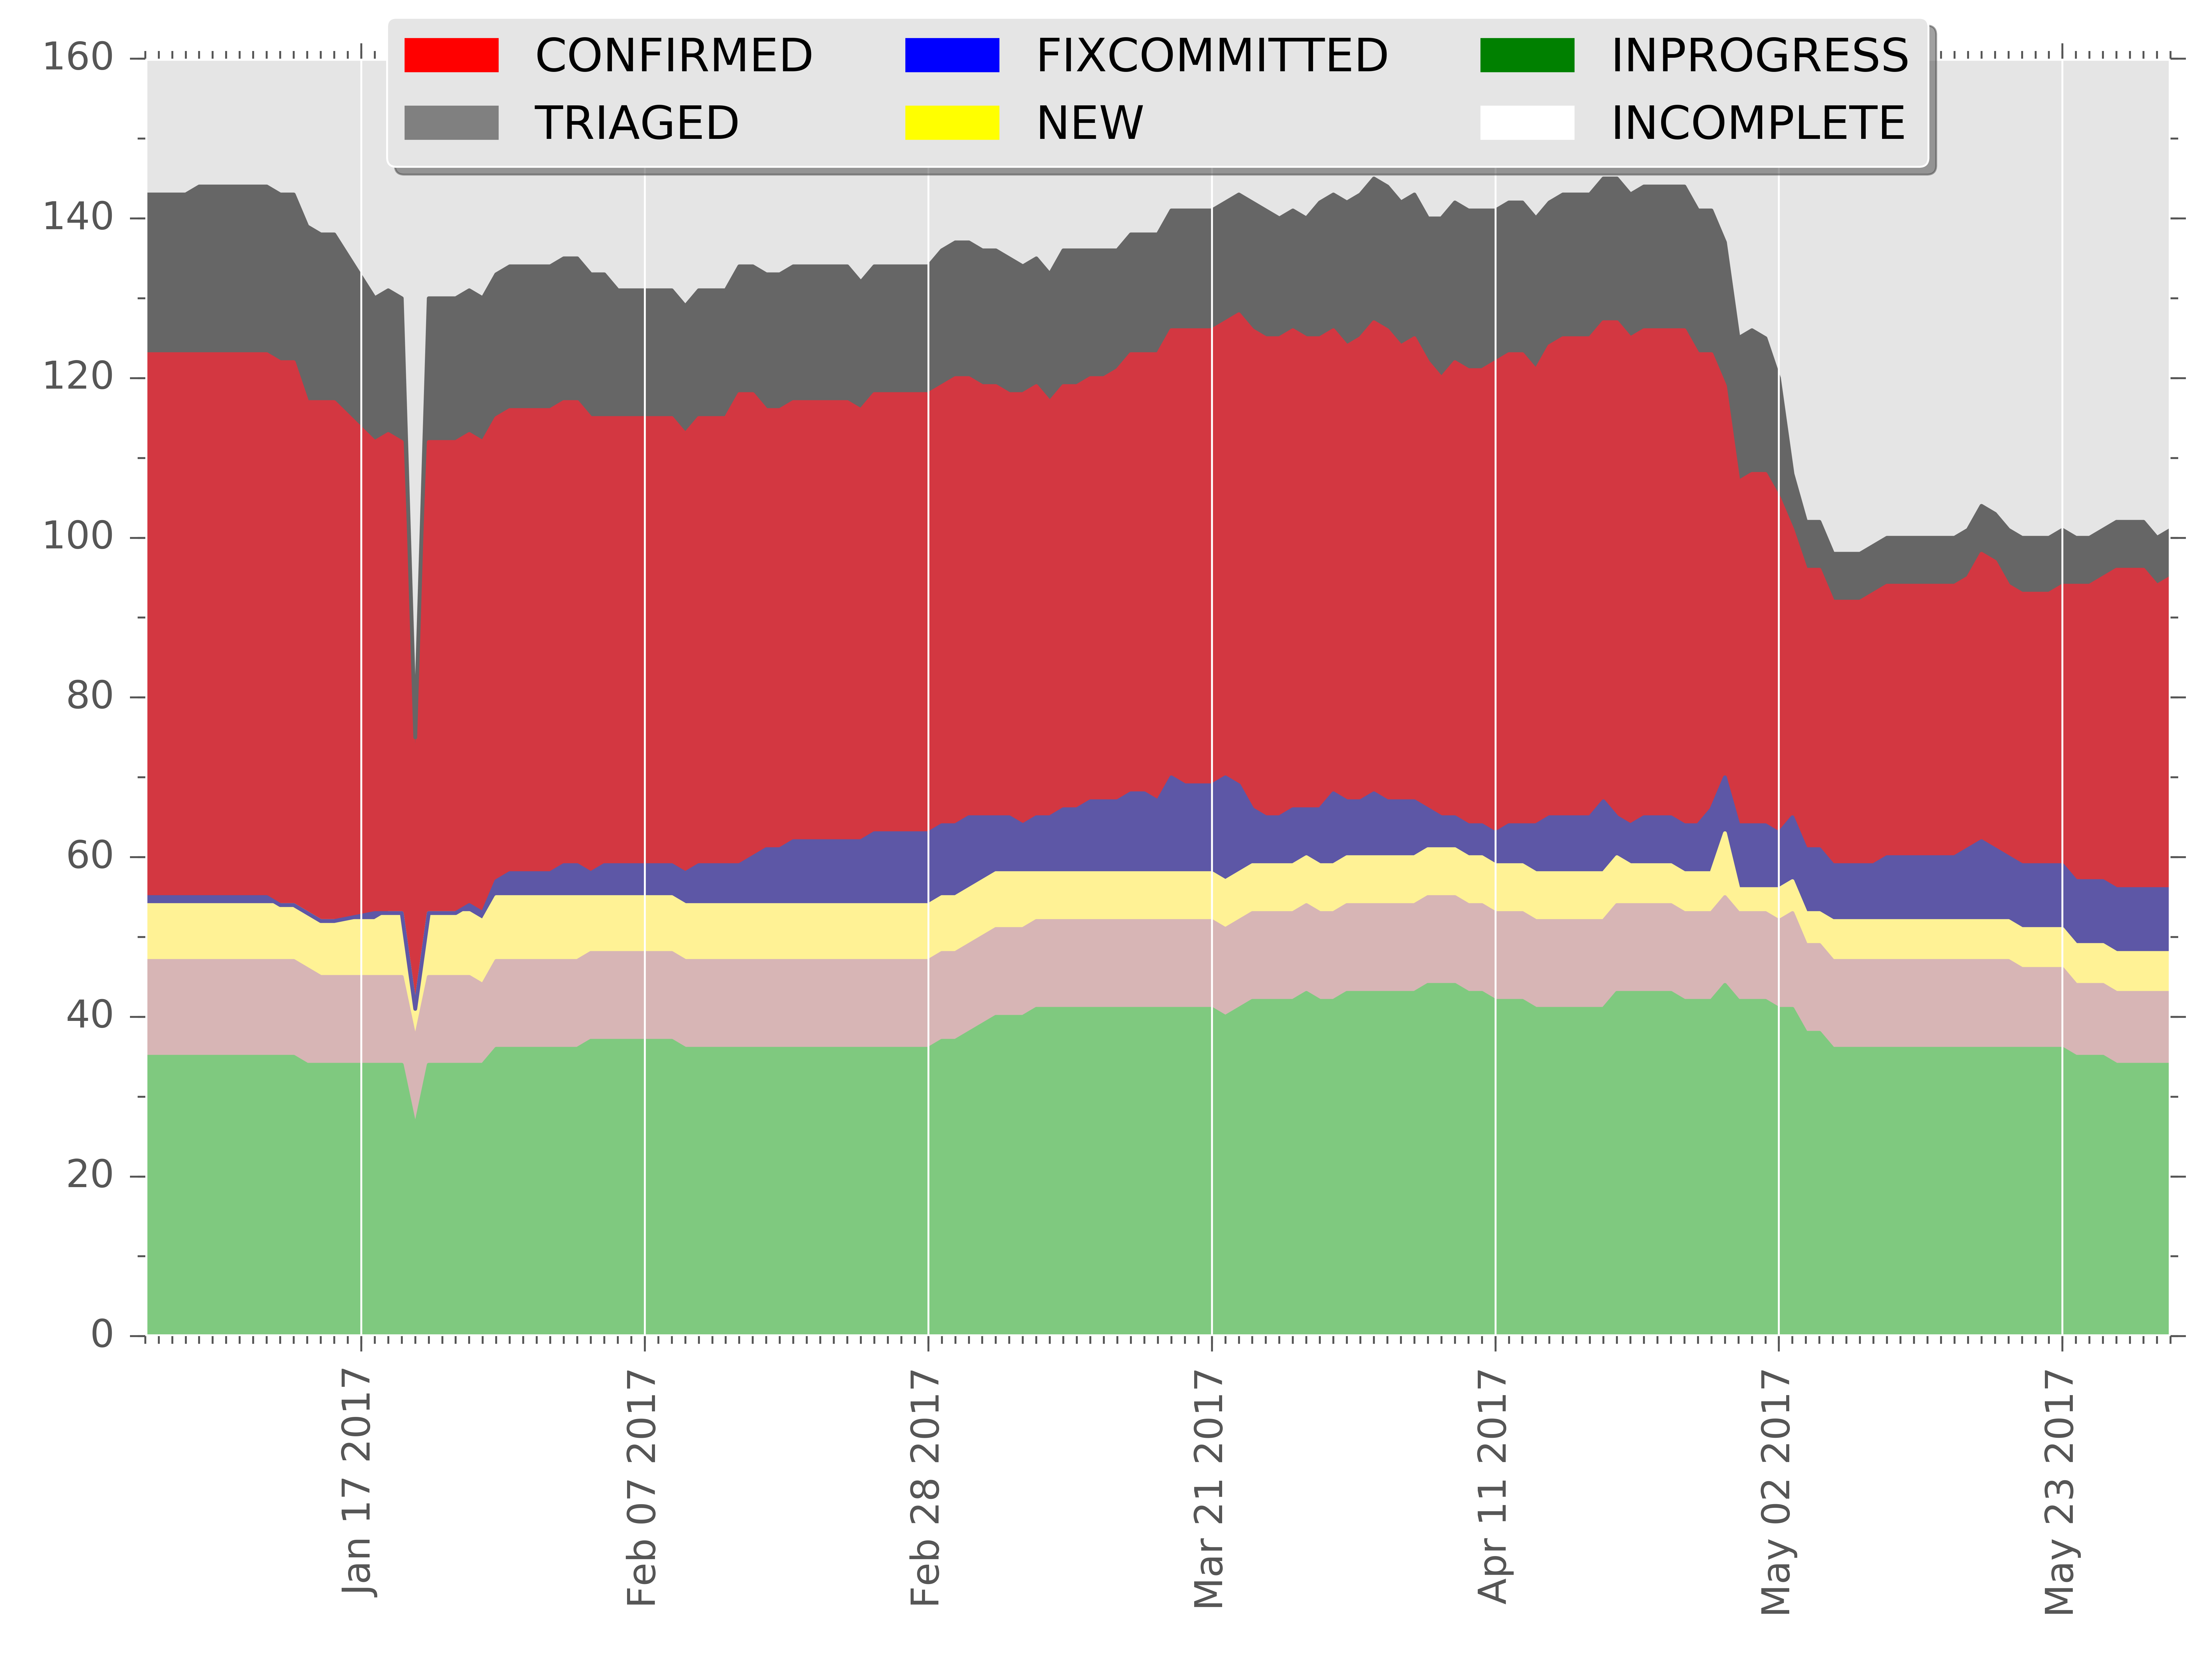 CONFIRMED FIXCOMMITTED INPROGRESS
TRIAGED NEW INCOMPLETE
160
140
120
100
80
60
40
20
0
Jan 17 2017
Feb 07 2017
Feb 28 2017
Mar 21 2017
Apr 11 2017
May 02 2017
May 23 2017